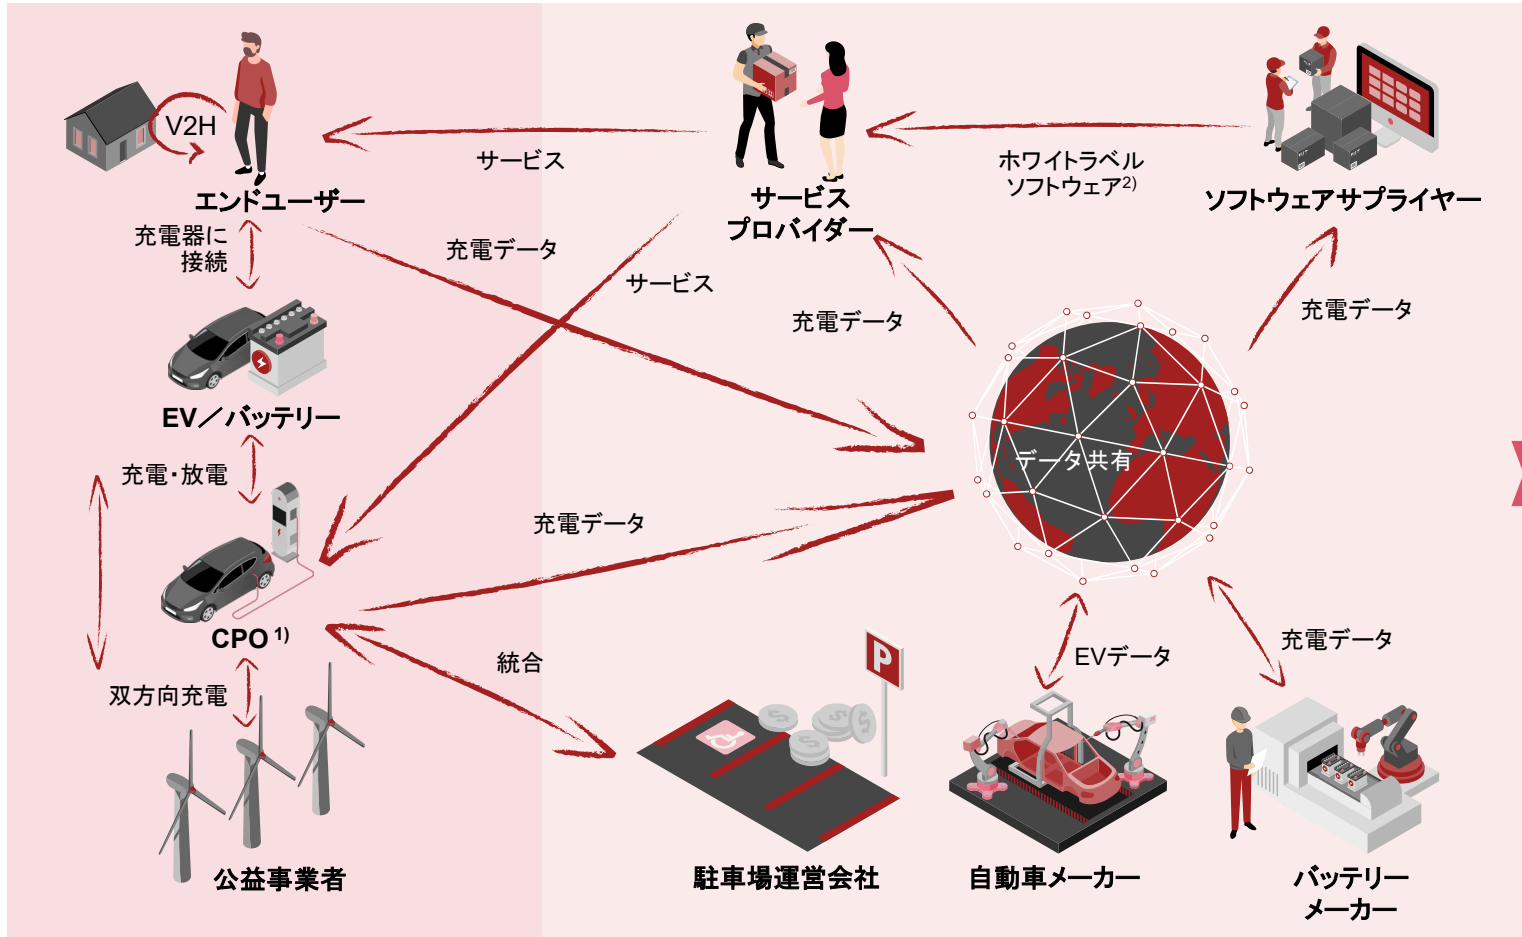 V2H
エンドユーザー
サービス
サービス
プロバイダー
ホワイトラベル
ソフトウェア2)
ソフトウェアサプライヤー
充電器に
接続
充電データ
サービス
充電データ
充電データ
EV／バッテリー
充電・放電
データ共有
充電データ
CPO 1)
双方向充電
統合
EVデータ
充電データ
P
公益事業者
駐車場運営会社
自動車メーカー
バッテリー
メーカー